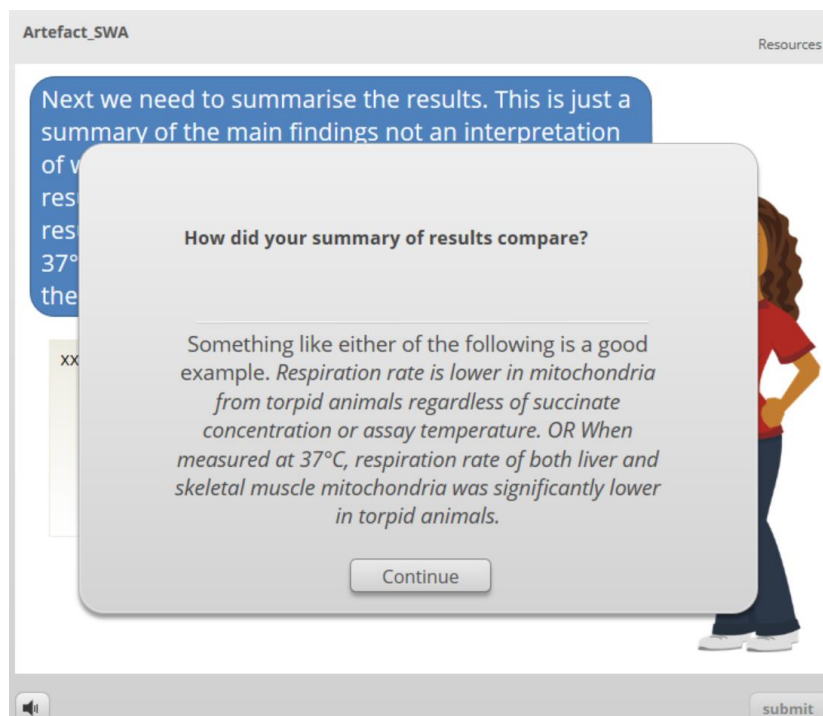 Artefact_SWA
Resources
Next we need to summarise the results. This is just a
summary of the main findings not an interpretation
of
37°
the
How did your summary of results compare?
Something like either of the following is a good
example. Respiration rate is lower in mitochondria
from torpid animals regardless of succinate
concentration or assay temperature. OR When
measured at 37°C, respiration rate of both liver and
skeletal muscle mitochondria was significantly lower
in torpid animals.
xx
Continue
submit